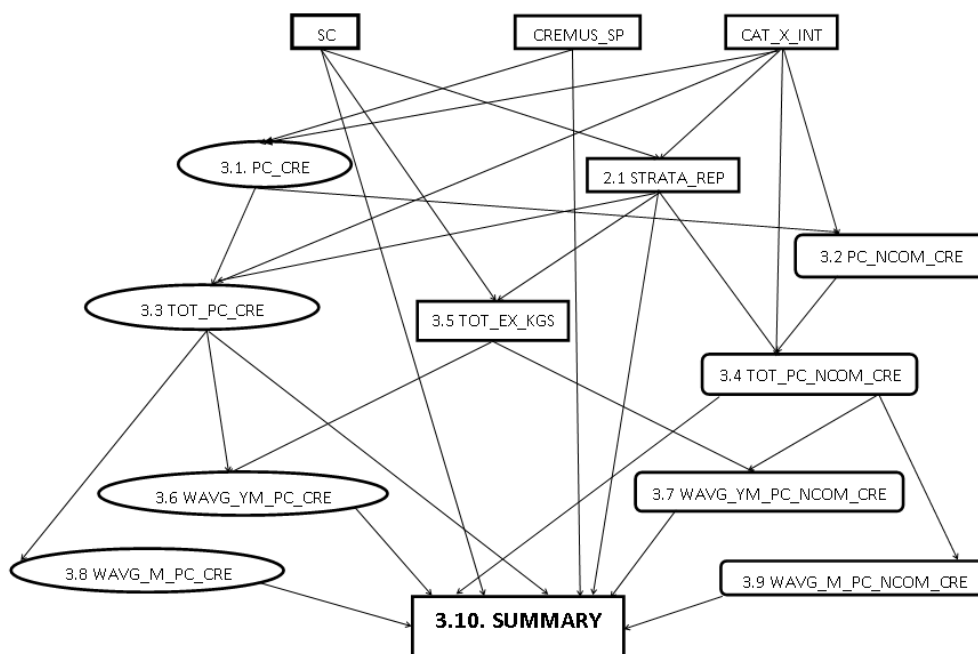 SC
CREMUS_SP
CAT_X_INT
3.1. PC_CRE
2.1 STRATA_REP
3.2 PC_NCOM_CRE
3.3 TOT_PC_CRE
3.5 TOT_EX_KGS
3.4 TOT_PC_NCOM_CRE
3.6 WAVG_YM_PC_CRE
3.7 WAVG_YM_PC_NCOM_CRE
3.8 WAVG_M_PC_CRE
3.9 WAVG_M_PC_NCOM_CRE
3.10. SUMMARY